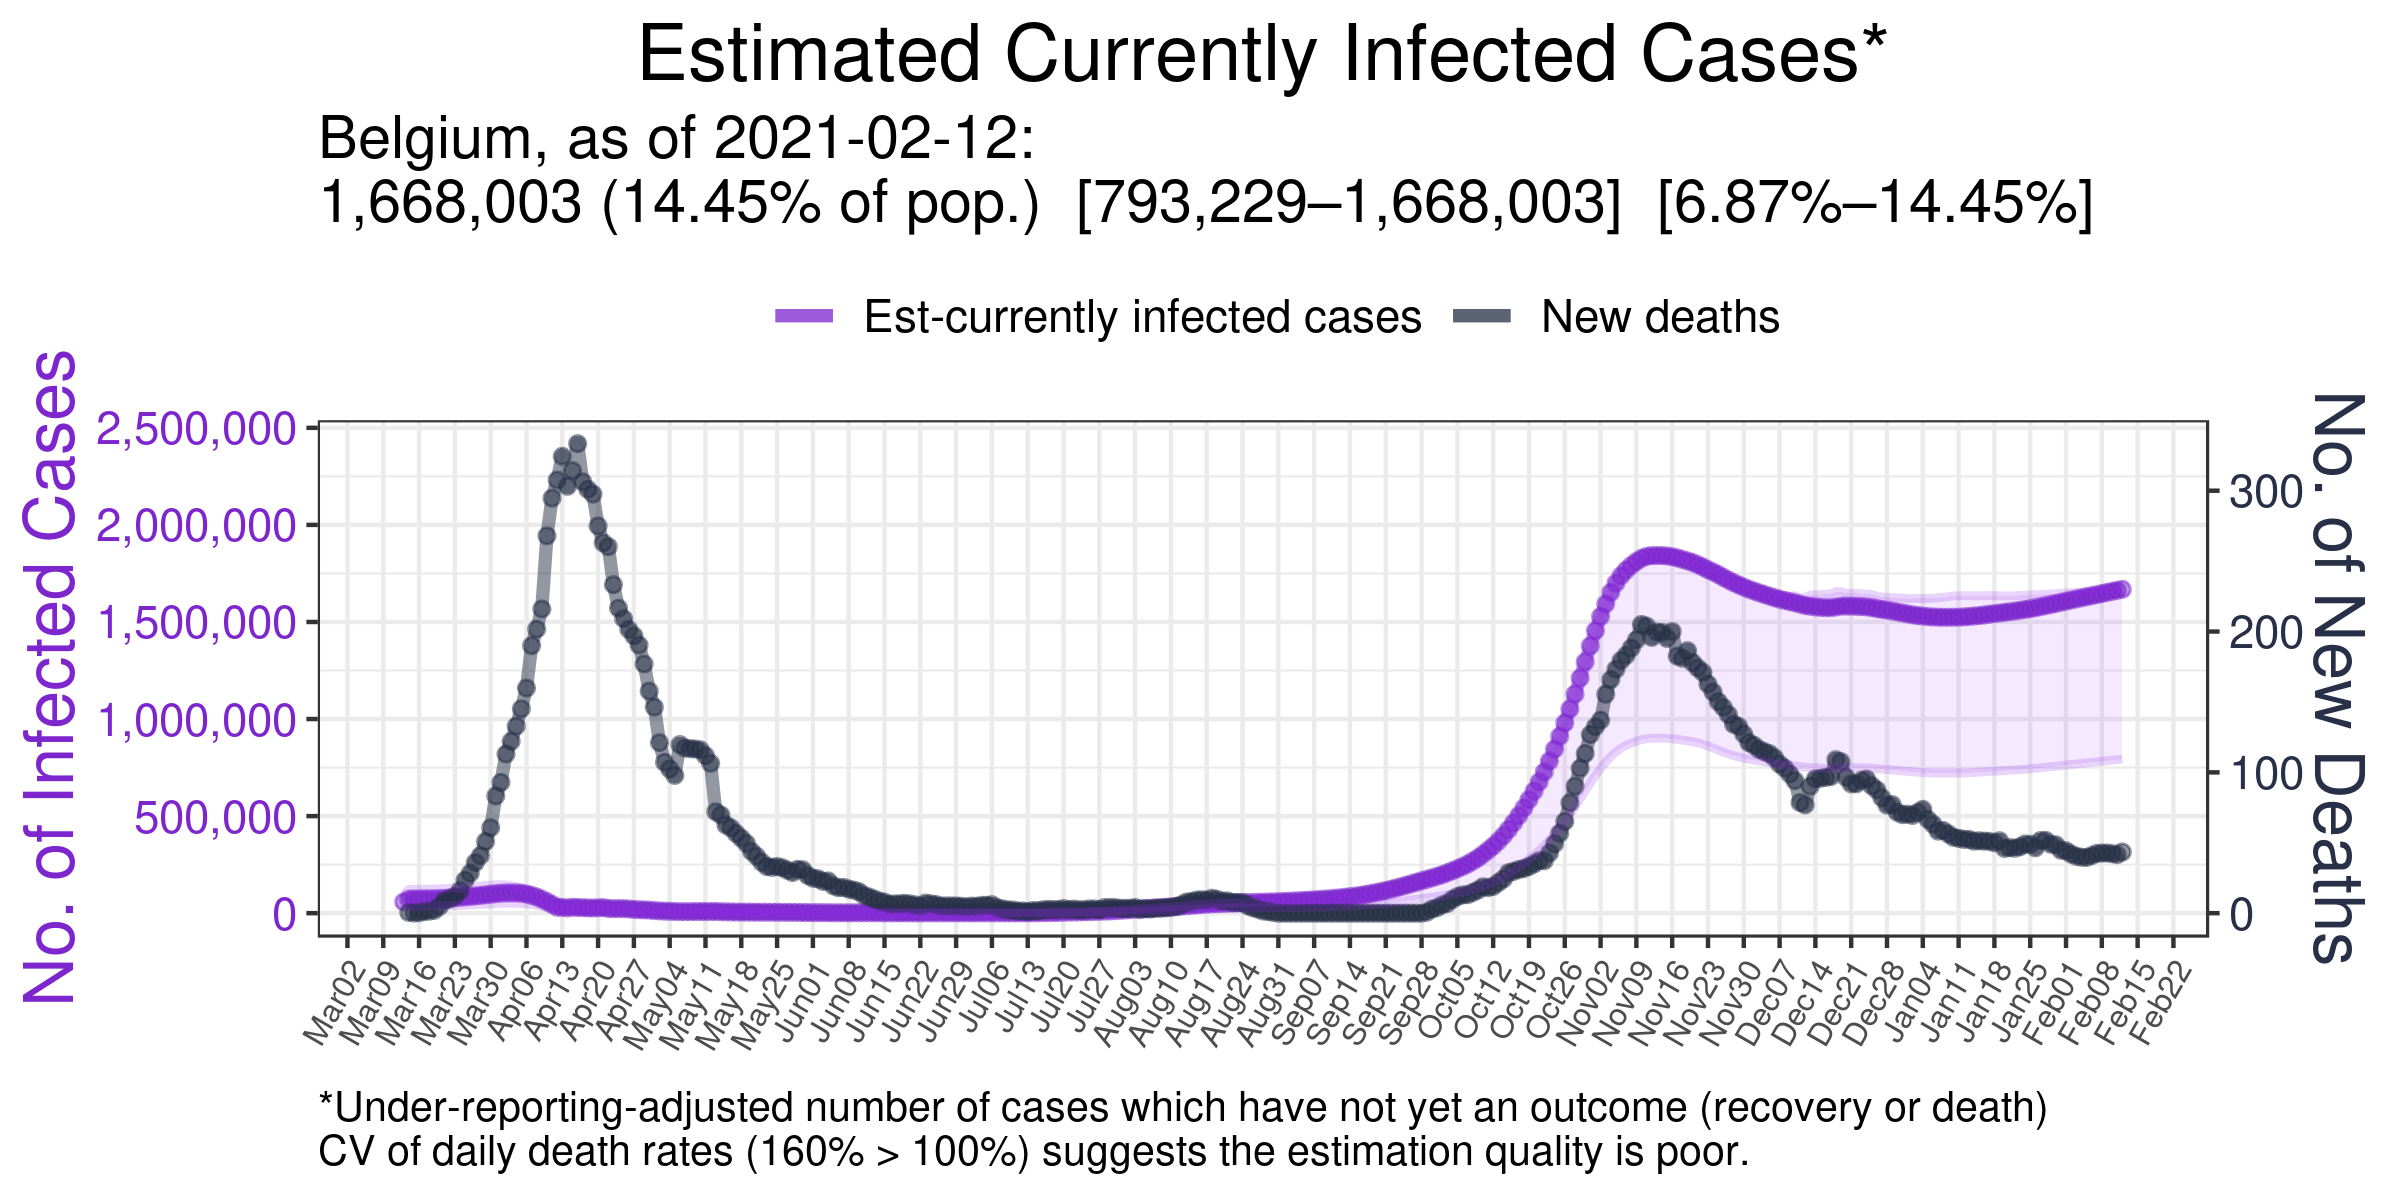 Estimated Currently Infected Cases*
Belgium, as of 2021-02-12:
1,668,003 (14.45% of pop.) [793,229–1,668,003] [6.87%–14.45%]
Est-currently infected cases
New deaths
No. of Infected Cases
2,500,000
2,000,000
1,500,000
1,000,000
500,000
0
300
200
100
0
No. of New Deaths
Mar02
Mar09
Mar16
Mar23
Mar30
Apr06
Apr13
Apr20
Apr27
May04
May11
May18
May25
Jun01
Jun08
Jun15
Jun22
Jun29
Jul06
Jul13
Jul20
Jul27
Aug03
Aug10
Aug17
Aug24
Aug31
Sep07
Sep14
Sep21
Sep28
Oct05
Oct12
Oct19
Oct26
Nov02
Nov09
Nov16
Nov23
Nov30
Dec07
Dec14
Dec21
Dec28
Jan04
Jan11
Jan18
Jan25
Feb01
Feb08
Feb15
Feb22
*Under-reporting-adjusted number of cases which have not yet an outcome (recovery or death)
CV of daily death rates (160% > 100%) suggests the estimation quality is poor.